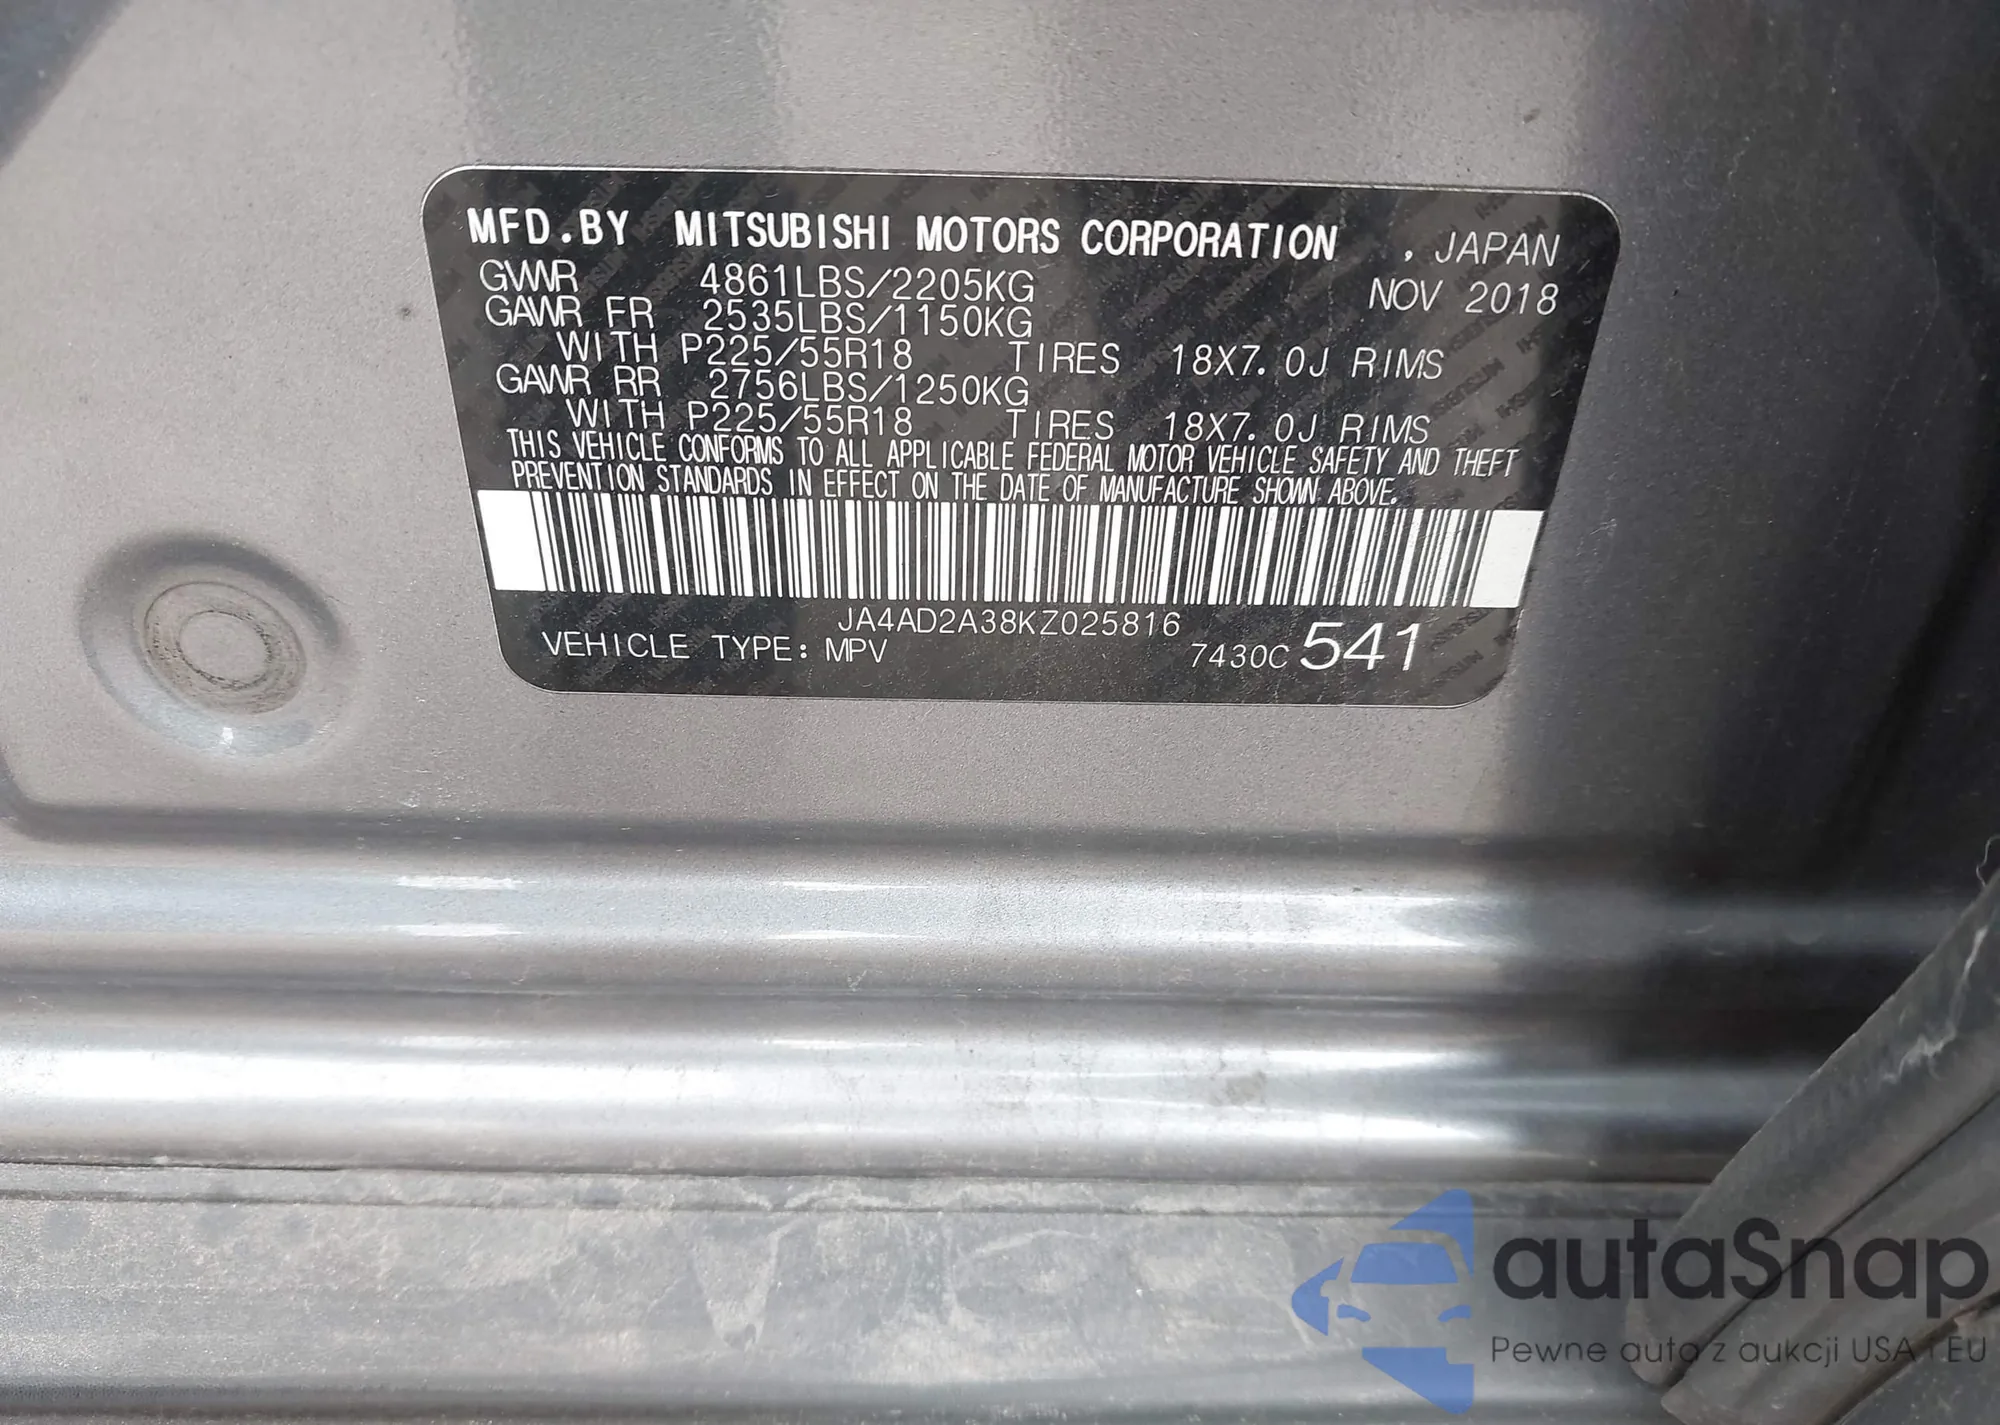 MFD.BY MITSUBISHI MOTORS CORPORATION , JAPAN
GVWR 4861LBS/2205KG NOV 2018
GAWR FR 2535LBS/1150KG
WITH P225/55R18 TIRES 18X7.0J RIMS
GAWR RR 2756LBS/1250KG
WITH P225/55R18 TIRES 18X7.0J RIMS
THIS VEHICLE CONFORMS TO ALL APPLICABLE FEDERAL MOTOR VEHICLE SAFETY AND THEFT
PREVENTION STANDARDS IN EFFECT ON THE DATE OF MANUFACTURE SHOWN ABOVE.
JA4AD2A38KZ025816
VEHICLE TYPE: MPV 7430C 541
autaSnap
Pewne auta z aukcji USA i EU